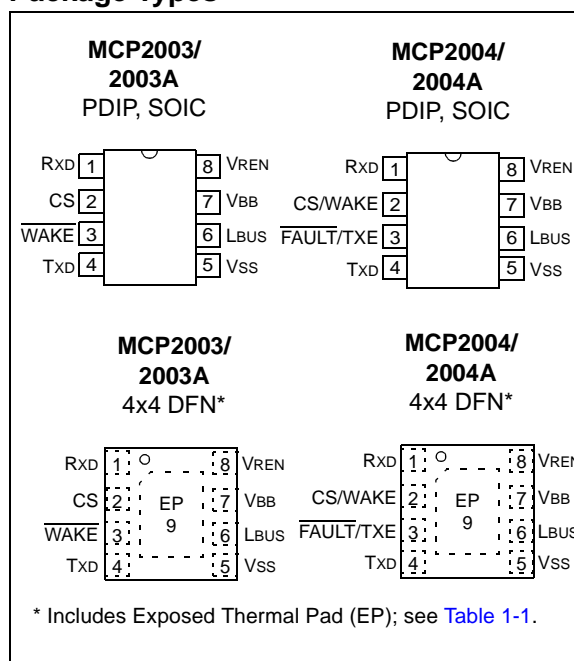 MCP2003/
2003A
PDIP, SOIC
RXD 1
8 VREN
CS 2
7 VBB
WAKE 3
6 LBUS
TXD 4
5 VSS
MCP2004/
2004A
PDIP, SOIC
RXD 1
8 VREN
CS/WAKE 2
7 VBB
FAULT/TXE 3
6 LBUS
TXD 4
5 VSS
MCP2003/
2003A
4x4 DFN*
RXD 1
8 VREN
CS 2
EP
7 VBB
WAKE 3
9
6 LBUS
TXD 4
5 VSS
MCP2004/
2004A
4x4 DFN*
RXD 1
8 VREN
CS/WAKE 2
EP
7 VBB
FAULT/TXE 3
9
6 LBUS
TXD 4
5 VSS
* Includes Exposed Thermal Pad (EP); see Table 1-1.